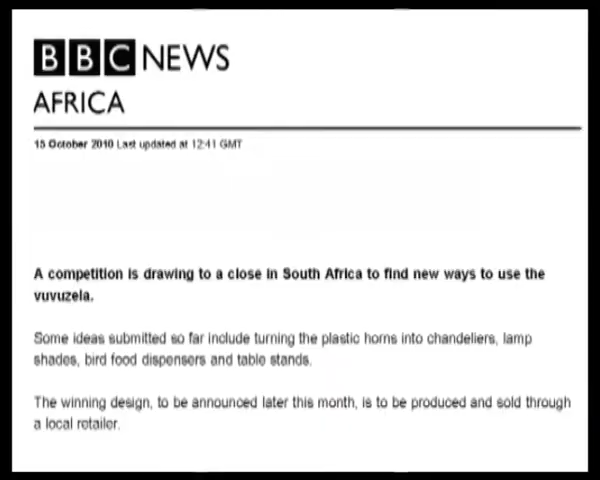 BBC NEWS
AFRICA
15 October 2010 Last updated at 12:41 GMT
A competition is drawing to a close in South Africa to find new ways to use the
vuvuzela.
Some ideas submitted so far include turning the plastic horns into chandeliers, lamp
shades, bird food dispensers and table stands.
The winning design, to be announced later this month, is to be produced and sold through
a local retailer.